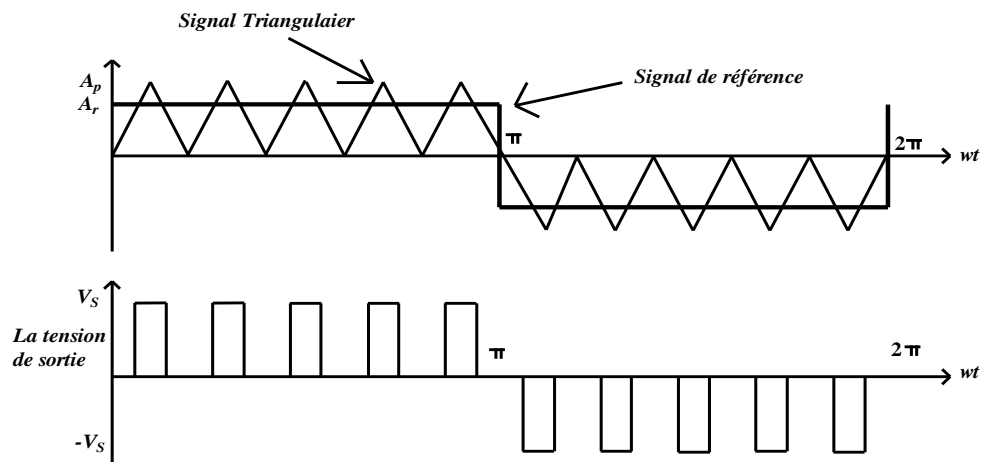 Signal Triangulaier
A_p
A_r
Signal de référence
π
2π
wt
V_S
La tension
de sortie
π
2π
wt
-V_S